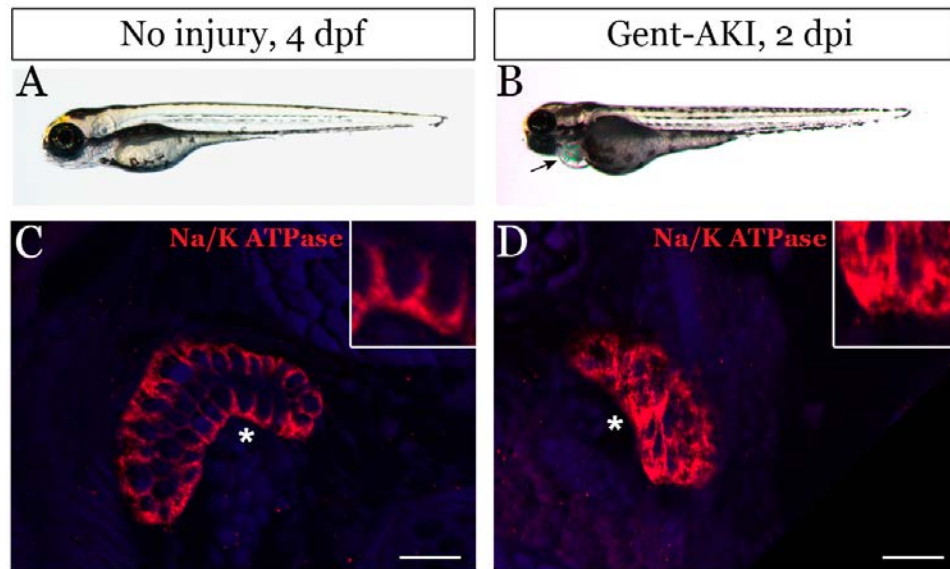 No injury, 4 dpf
Gent-AKI, 2 dpi
A
B
C
Na/K ATPase
D
Na/K ATPase
*
*